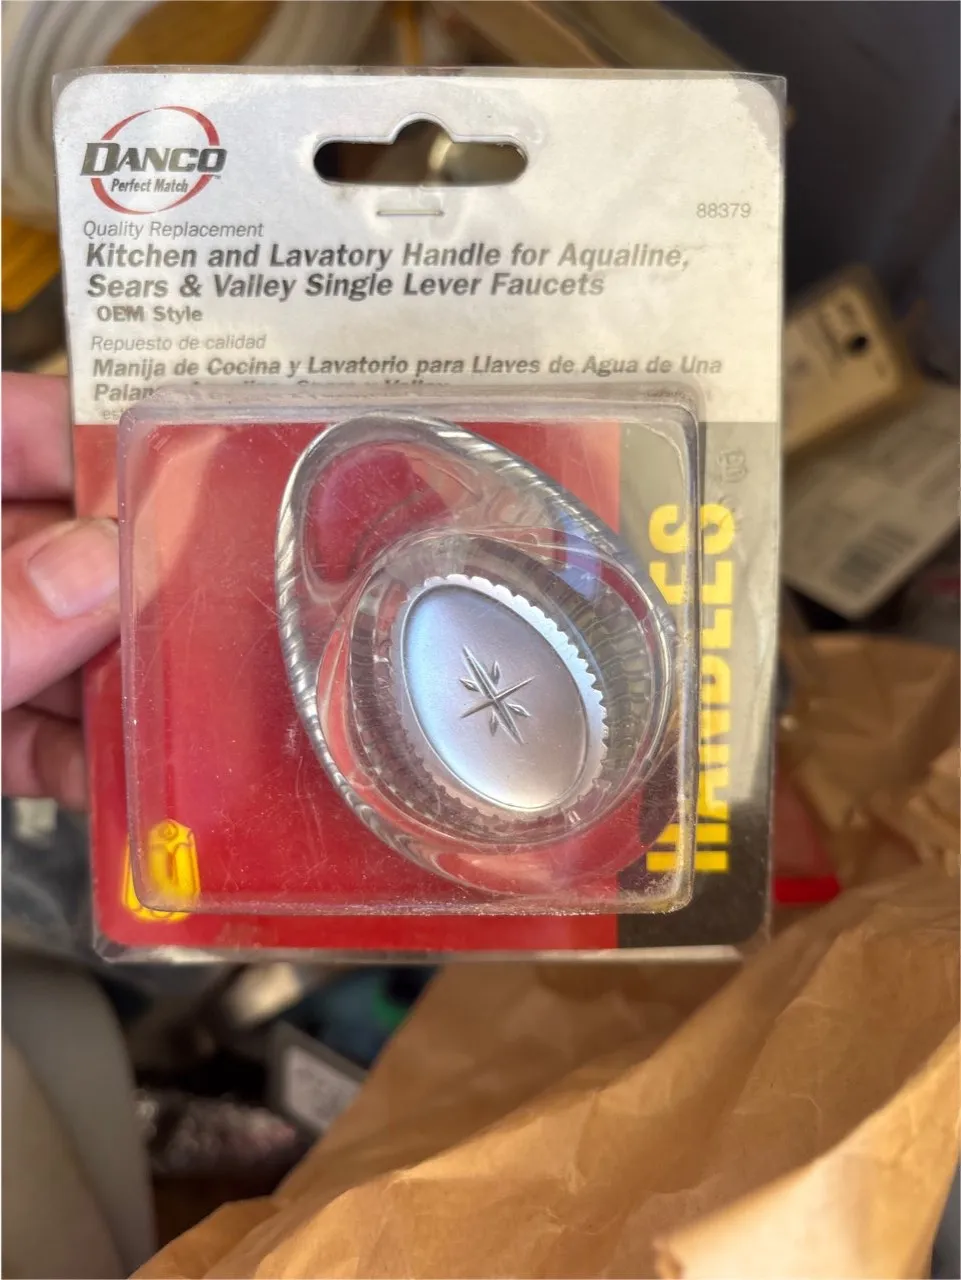 DANCO
Perfect Match
88379
Quality Replacement
Kitchen and Lavatory Handle for Aqualine,
Sears & Valley Single Lever Faucets
OEM Style
Repuesto de calidad
Manija de Cocina y Lavatorio para Llaves de Agua de Una
HANDLES